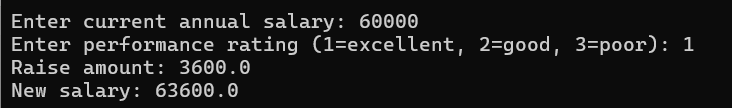 Enter current annual salary: 60000
Enter performance rating (1=excellent, 2=good, 3=poor): 1
Raise amount: 3600.0
New salary: 63600.0